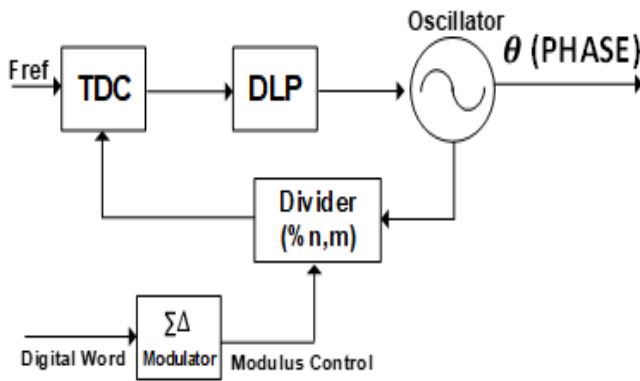 Oscillator
θ (PHASE)
Fref
TDC
DLP
Divider
(%n,m)
ΣΔ
Modulator
Digital Word
Modulus Control